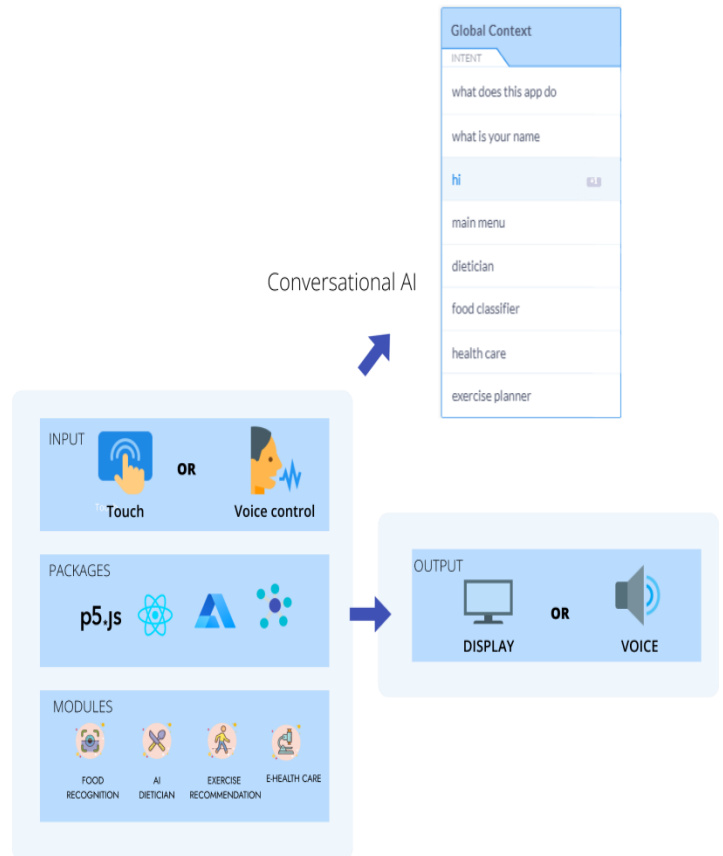 Global Context
INTENT
what does this app do
what is your name
hi
main menu
dietician
food classifier
health care
exercise planner
Conversational AI
INPUT
OR
Touch
Voice control
PACKAGES
p5.js
MODULES
FOOD
RECOGNITION
AI
DIETICIAN
EXERCISE
RECOMMENDATION
E-HEALTH CARE
OUTPUT
OR
DISPLAY
VOICE